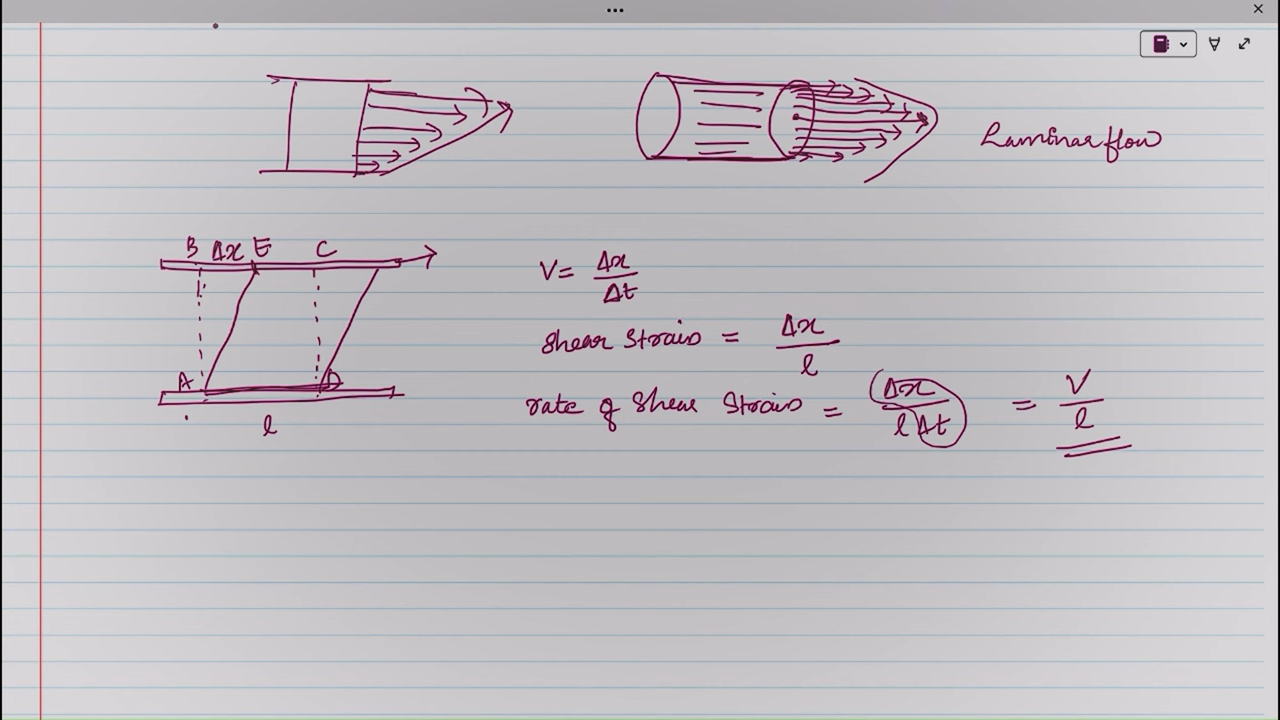 Laminar flow
B Δx E C
A D
l
V = Δx/Δt
Shear Strain = Δx/l
rate of Shear Strain = Δx/lΔt = V/l